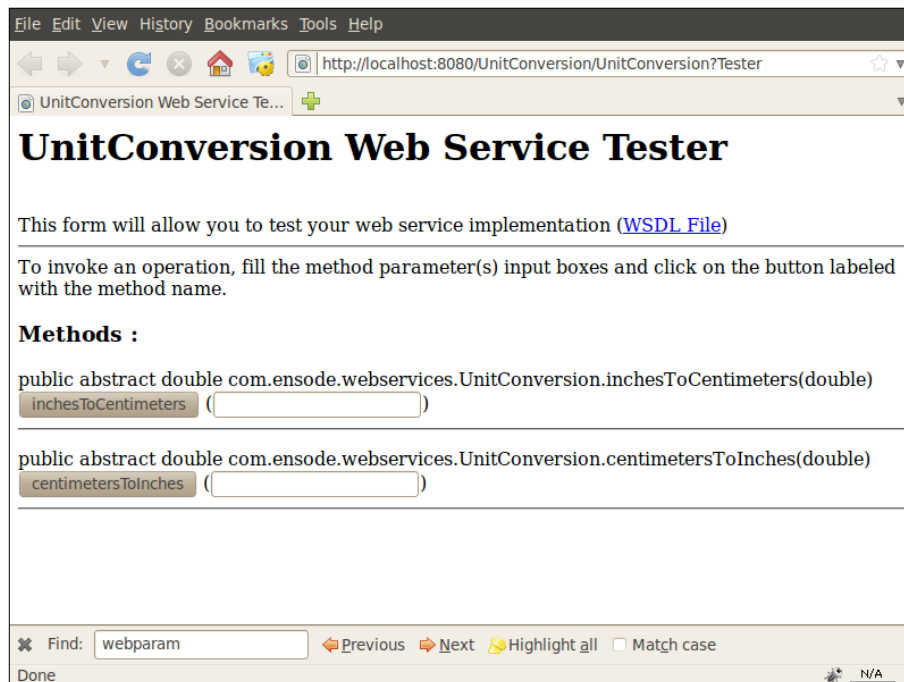 File Edit View History Bookmarks Tools Help
http://localhost:8080/UnitConversion/UnitConversion?Tester
UnitConversion Web Service Te...
UnitConversion Web Service Tester
This form will allow you to test your web service implementation (WSDL File)
To invoke an operation, fill the method parameter(s) input boxes and click on the button labeled
with the method name.
Methods :
public abstract double com.ensode.webservices.UnitConversion.inchesToCentimeters(double)
inchesToCentimeters ( )
public abstract double com.ensode.webservices.UnitConversion.centimetersToInches(double)
centimetersToInches ( )
Find: webparam Previous Next Highlight all Match case
Done N/A